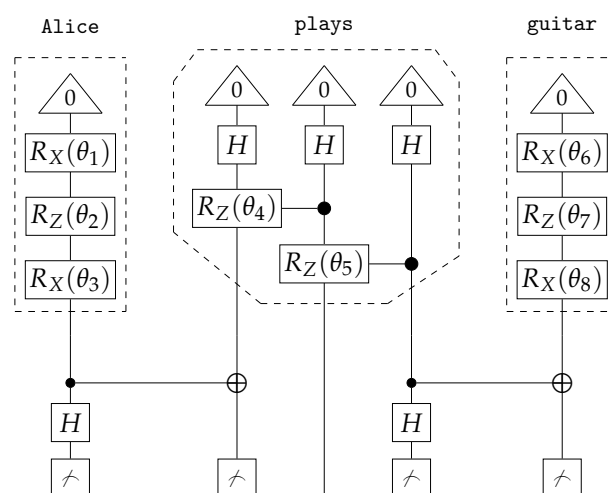 Alice plays guitar
0 0 0 0 0
R_X(θ_1) H H H R_X(θ_6)
R_Z(θ_2) R_Z(θ_4) R_Z(θ_7)
R_X(θ_3) R_Z(θ_5) R_X(θ_8)
H H